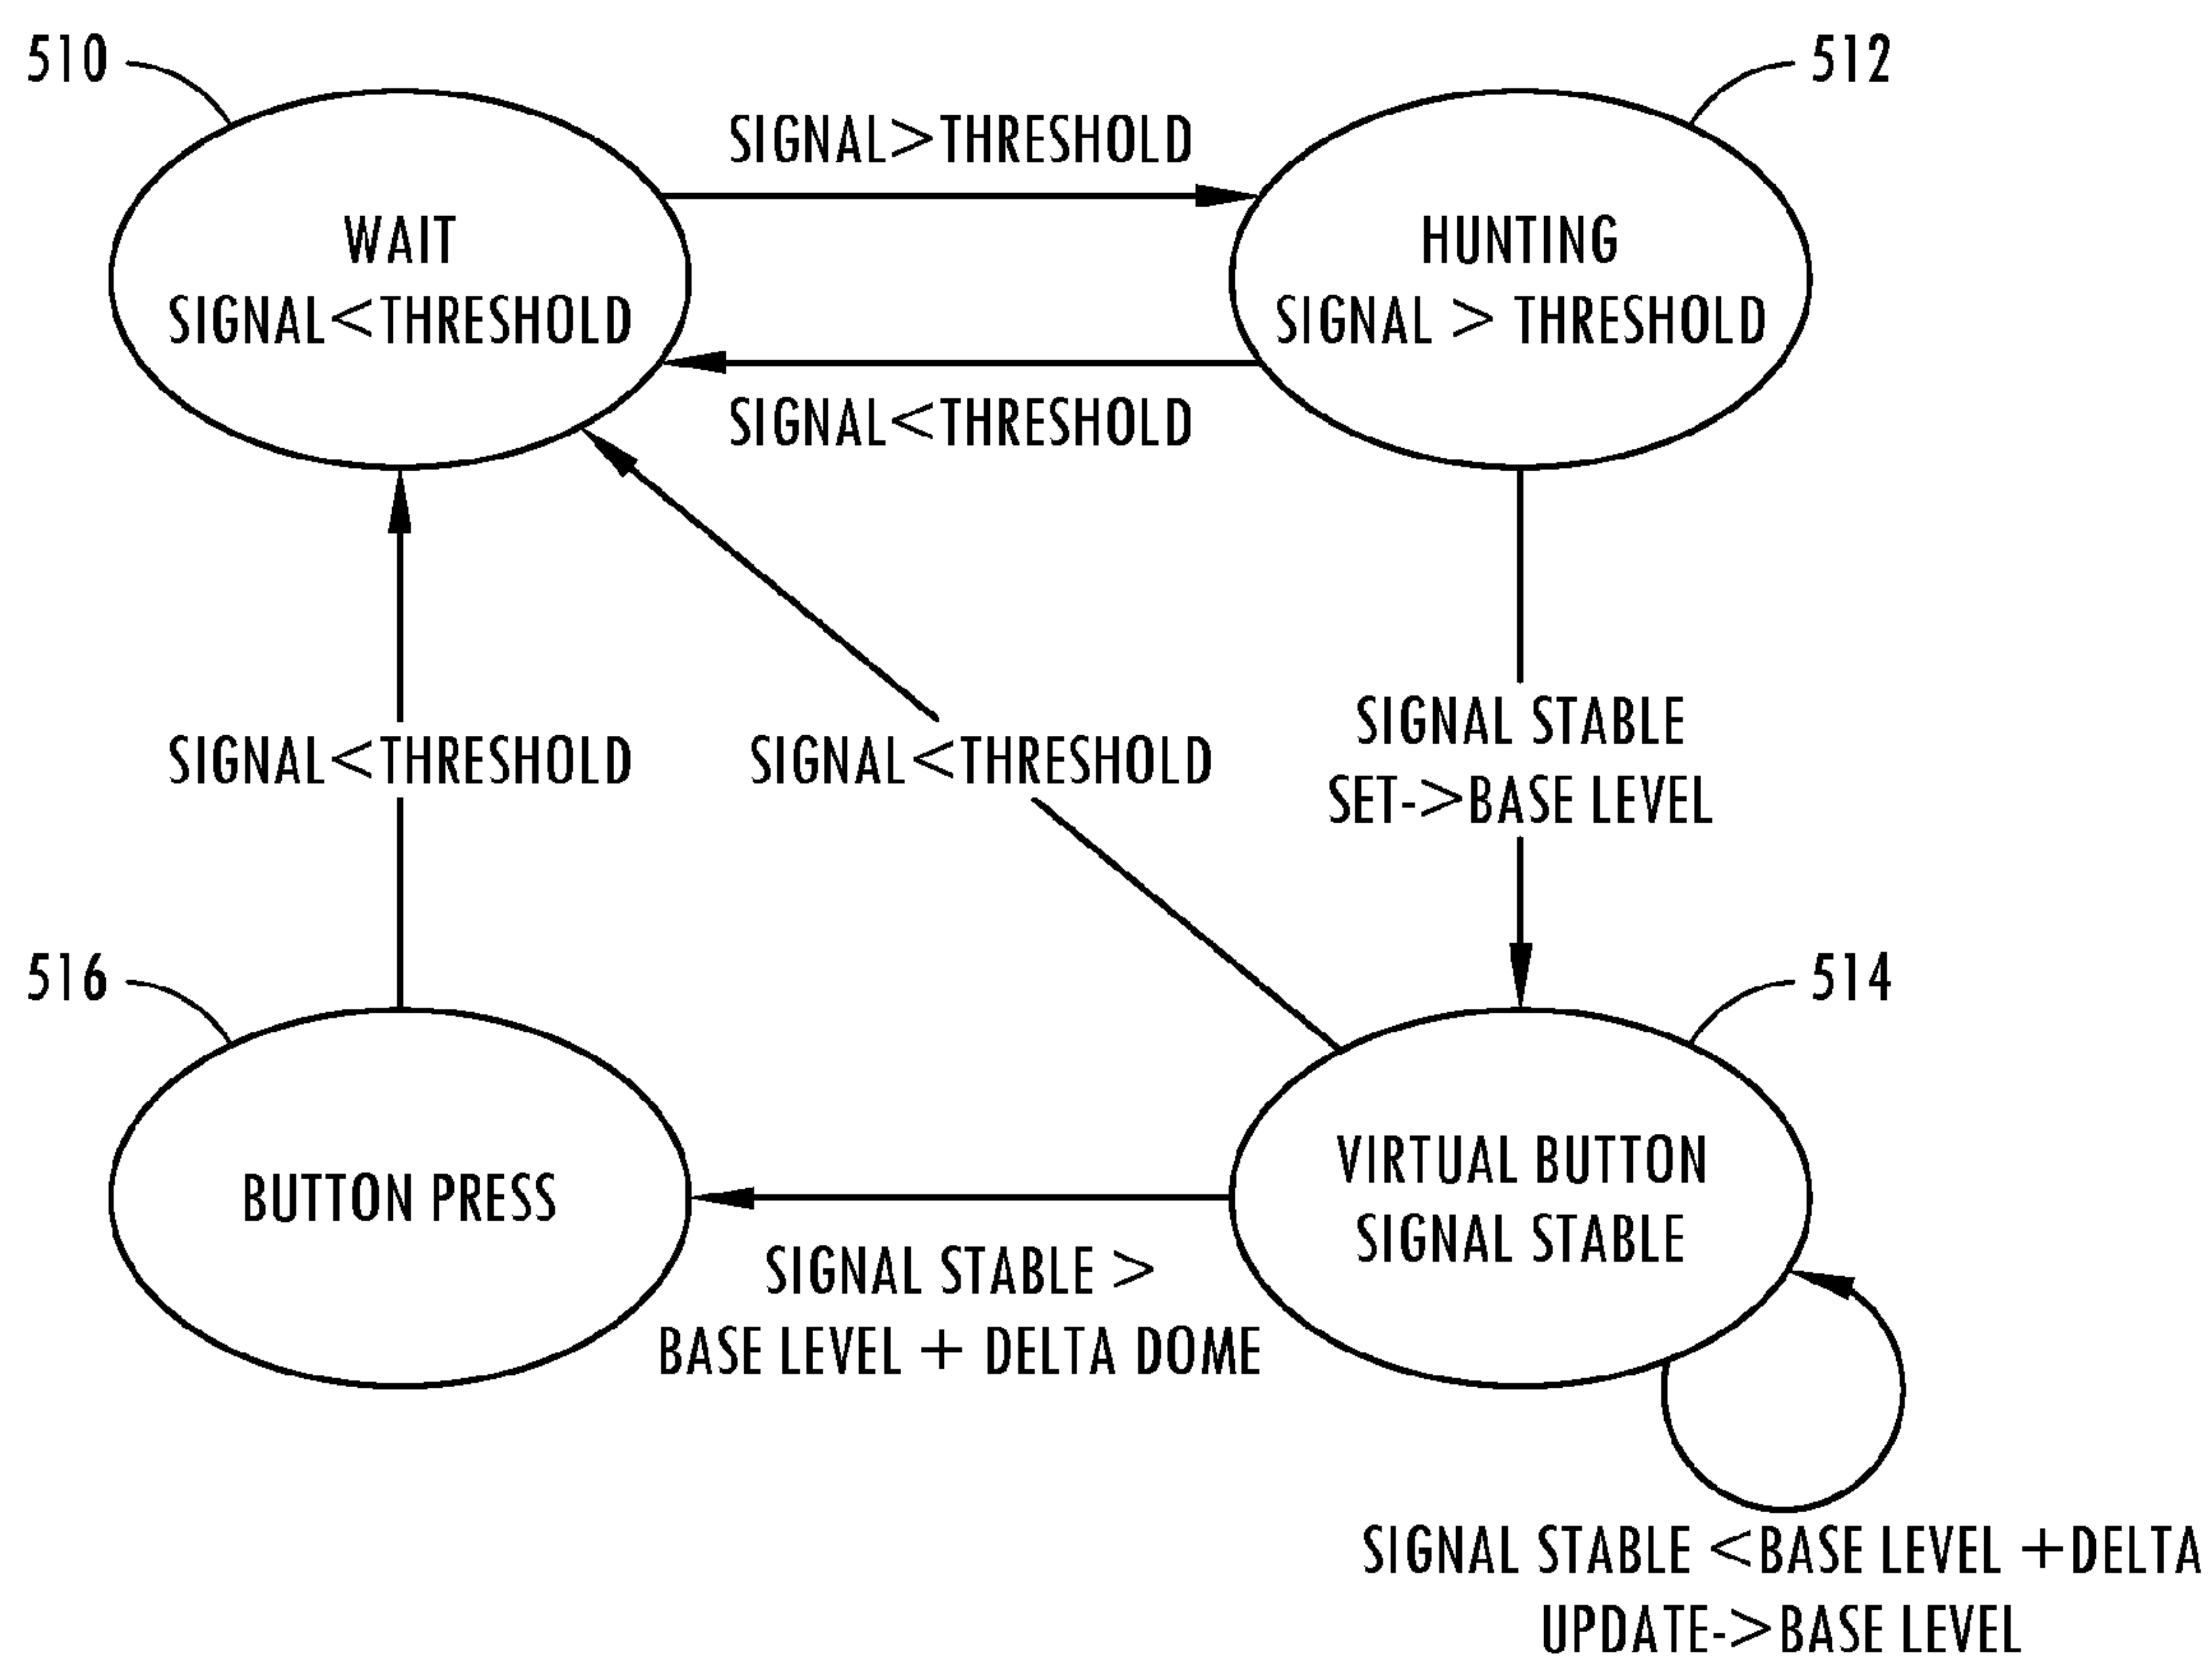 510
512
SIGNAL>THRESHOLD
WAIT
SIGNAL<THRESHOLD
HUNTING
SIGNAL > THRESHOLD
SIGNAL<THRESHOLD
SIGNAL<THRESHOLD
SIGNAL<THRESHOLD
SIGNAL STABLE
SET->BASE LEVEL
516
514
BUTTON PRESS
VIRTUAL BUTTON
SIGNAL STABLE
SIGNAL STABLE >
BASE LEVEL + DELTA DOME
SIGNAL STABLE <BASE LEVEL +DELTA
UPDATE->BASE LEVEL